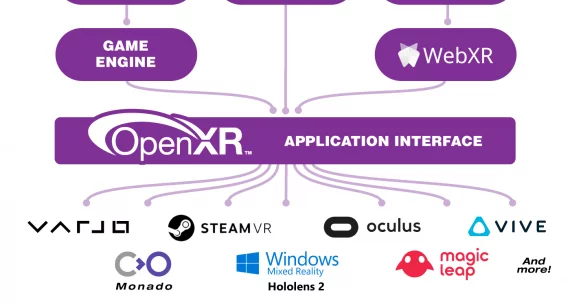 GAME
ENGINE
WebXR
OpenXR™
APPLICATION INTERFACE
VARJO
STEAMVR
oculus
VIVE
Monado
Windows
Mixed Reality
Hololens 2
magic
leap
And
more!